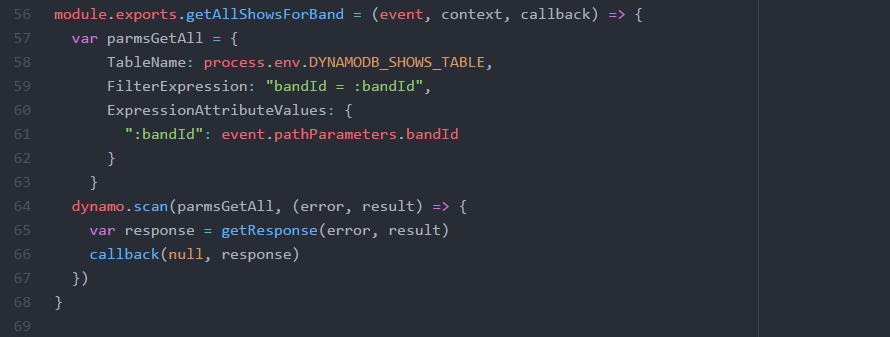 56 module.exports.getAllShowsForBand = (event, context, callback) => {
57   var parmsGetAll = {
58       TableName: process.env.DYNAMODB_SHOWS_TABLE,
59       FilterExpression: "bandId = :bandId",
60       ExpressionAttributeValues: {
61         ":bandId": event.pathParameters.bandId
62       }
63     }
64   dynamo.scan(parmsGetAll, (error, result) => {
65     var response = getResponse(error, result)
66     callback(null, response)
67   })
68 }
69